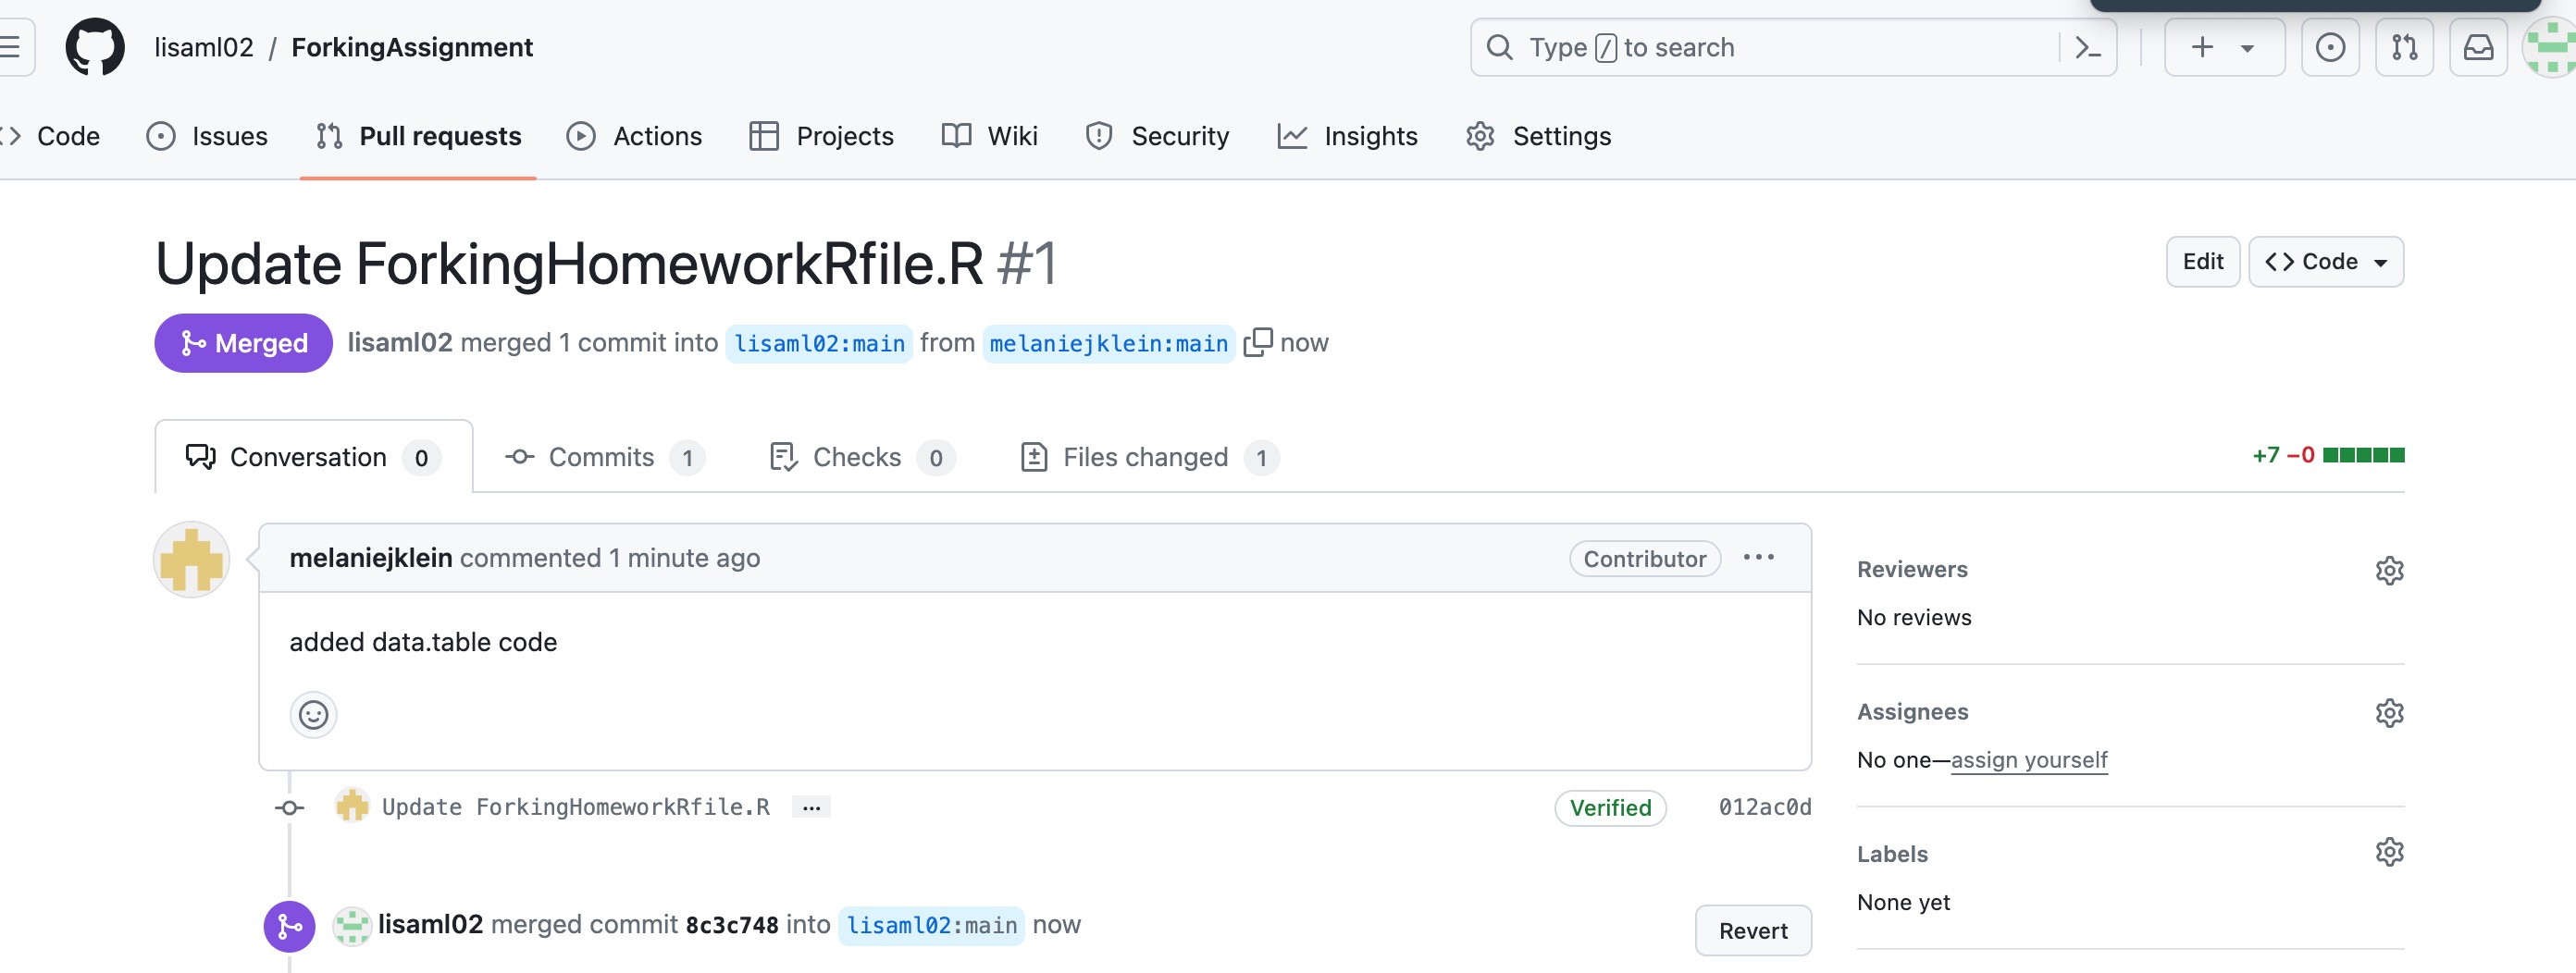 lisaml02 / ForkingAssignment
Type / to search
Code Issues Pull requests Actions Projects Wiki Security Insights Settings
Update ForkingHomeworkRfile.R #1
Edit
Code
Merged
lisaml02 merged 1 commit into lisaml02:main from melaniejklein:main now
Conversation 0 Commits 1 Checks 0 Files changed 1
+7 −0
melaniejklein commented 1 minute ago
Contributor
added data.table code
Update ForkingHomeworkRfile.R ...
Verified
012ac0d
lisaml02 merged commit 8c3c748 into lisaml02:main now
Revert
Reviewers
No reviews
Assignees
No one—assign yourself
Labels
None yet